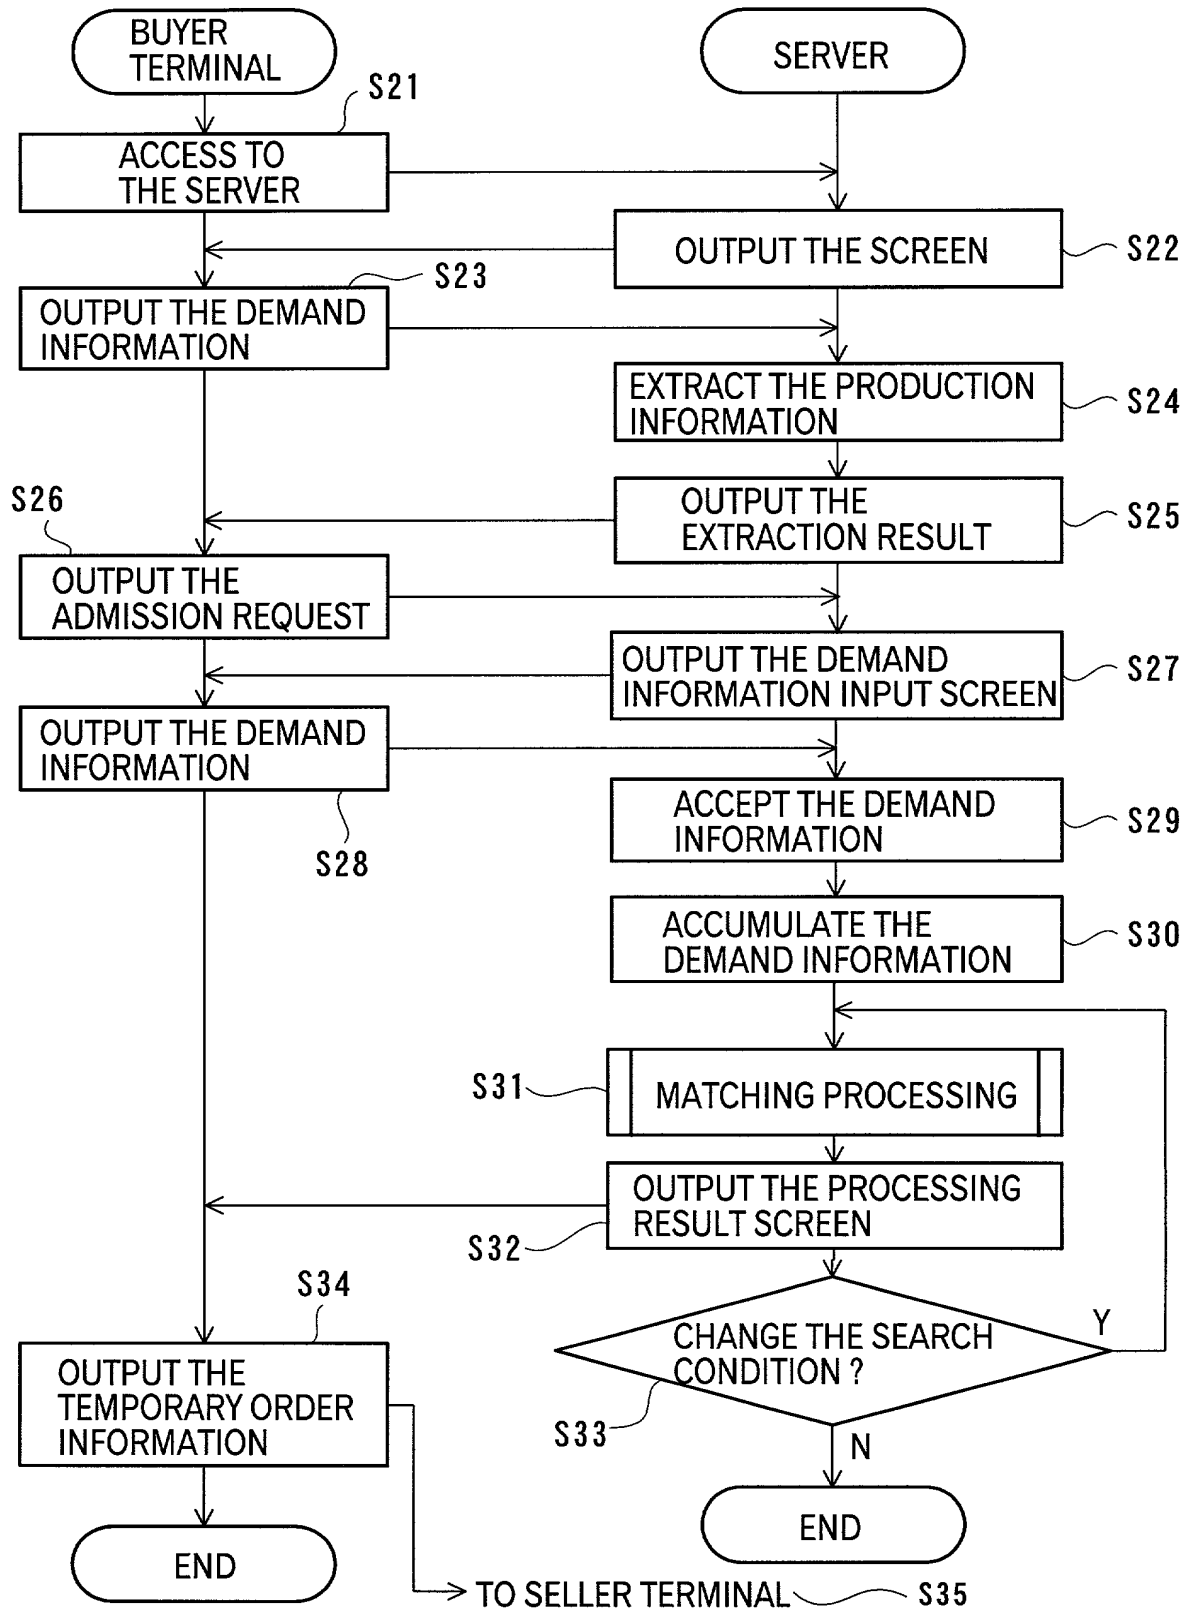 BUYER
TERMINAL
SERVER
S21
ACCESS TO
THE SERVER
OUTPUT THE SCREEN
S22
S23
OUTPUT THE DEMAND
INFORMATION
EXTRACT THE PRODUCTION
INFORMATION
S24
S26
OUTPUT THE
EXTRACTION RESULT
S25
OUTPUT THE
ADMISSION REQUEST
OUTPUT THE DEMAND
INFORMATION INPUT SCREEN
S27
OUTPUT THE DEMAND
INFORMATION
S28
ACCEPT THE DEMAND
INFORMATION
S29
ACCUMULATE THE
DEMAND INFORMATION
S30
S31
MATCHING PROCESSING
OUTPUT THE PROCESSING
RESULT SCREEN
S32
S34
CHANGE THE SEARCH
CONDITION ?
Y
S33
N
OUTPUT THE
TEMPORARY ORDER
INFORMATION
END
END
TO SELLER TERMINAL
S35